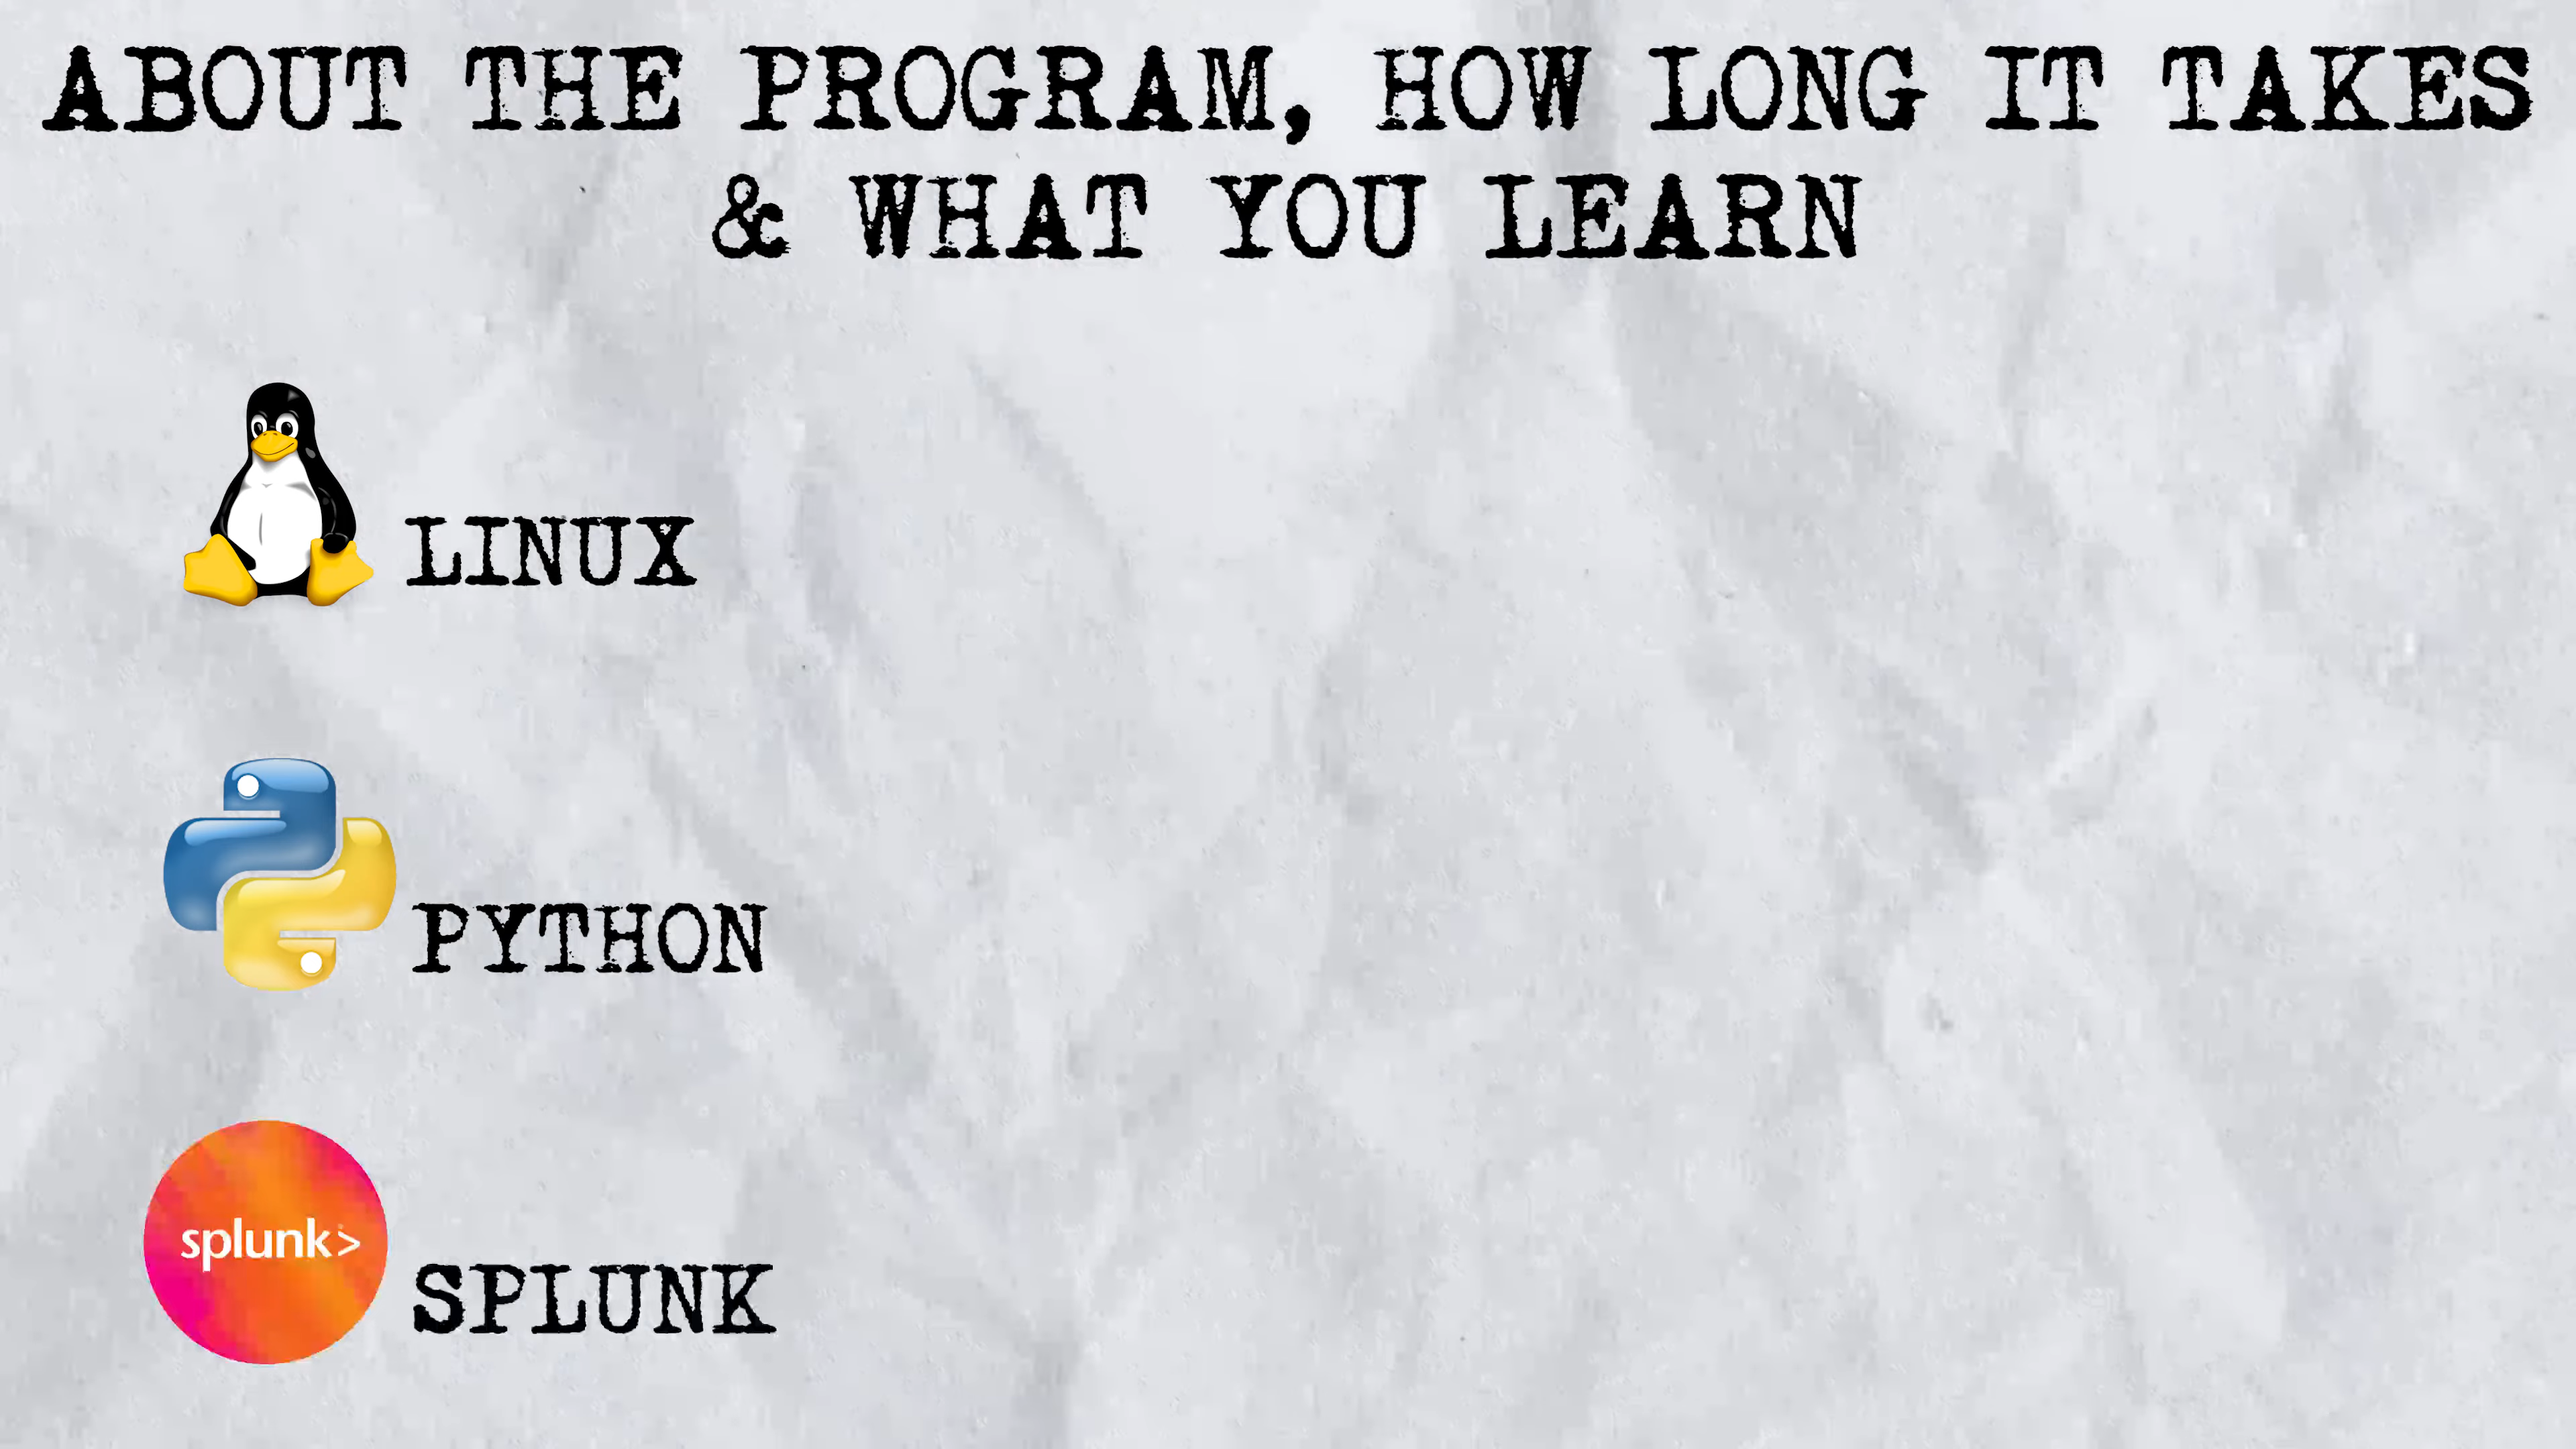 ABOUT THE PROGRAM, HOW LONG IT TAKES
& WHAT YOU LEARN
LINUX
PYTHON
splunk>
SPLUNK